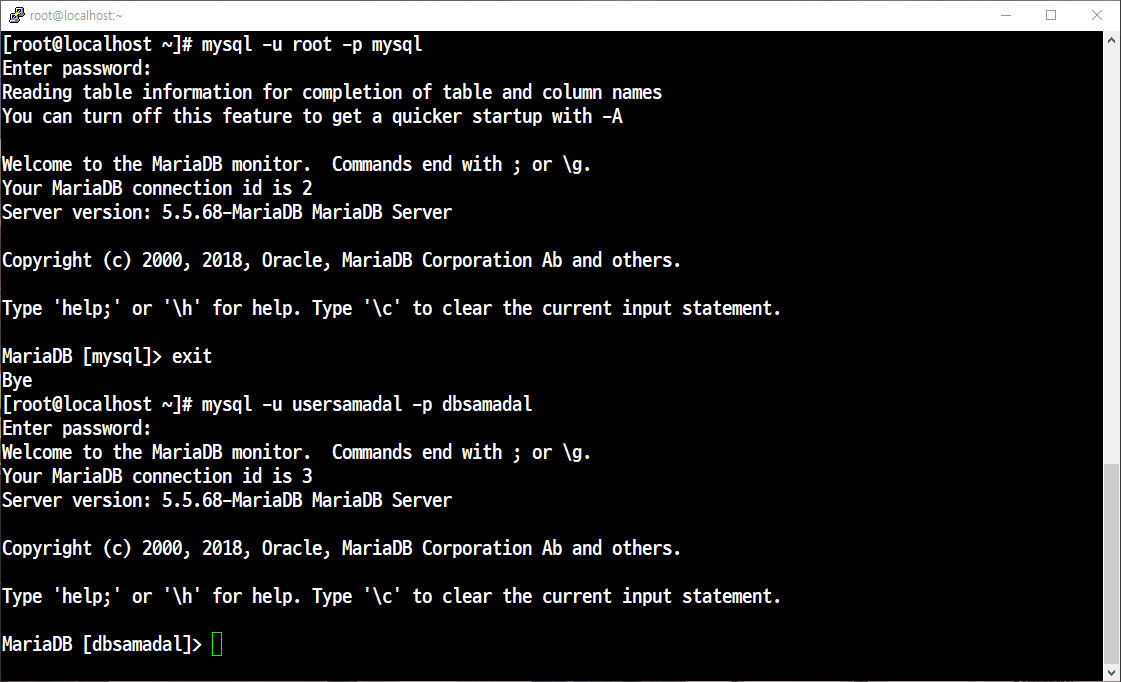 root@localhost:~
[root@localhost ~]# mysql -u root -p mysql
Enter password:
Reading table information for completion of table and column names
You can turn off this feature to get a quicker startup with -A
Welcome to the MariaDB monitor.  Commands end with ; or \g.
Your MariaDB connection id is 2
Server version: 5.5.68-MariaDB MariaDB Server
Copyright (c) 2000, 2018, Oracle, MariaDB Corporation Ab and others.
Type 'help;' or '\h' for help. Type '\c' to clear the current input statement.
MariaDB [mysql]> exit
Bye
[root@localhost ~]# mysql -u usersamadal -p dbsamadal
Enter password:
Welcome to the MariaDB monitor.  Commands end with ; or \g.
Your MariaDB connection id is 3
Server version: 5.5.68-MariaDB MariaDB Server
Copyright (c) 2000, 2018, Oracle, MariaDB Corporation Ab and others.
Type 'help;' or '\h' for help. Type '\c' to clear the current input statement.
MariaDB [dbsamadal]>